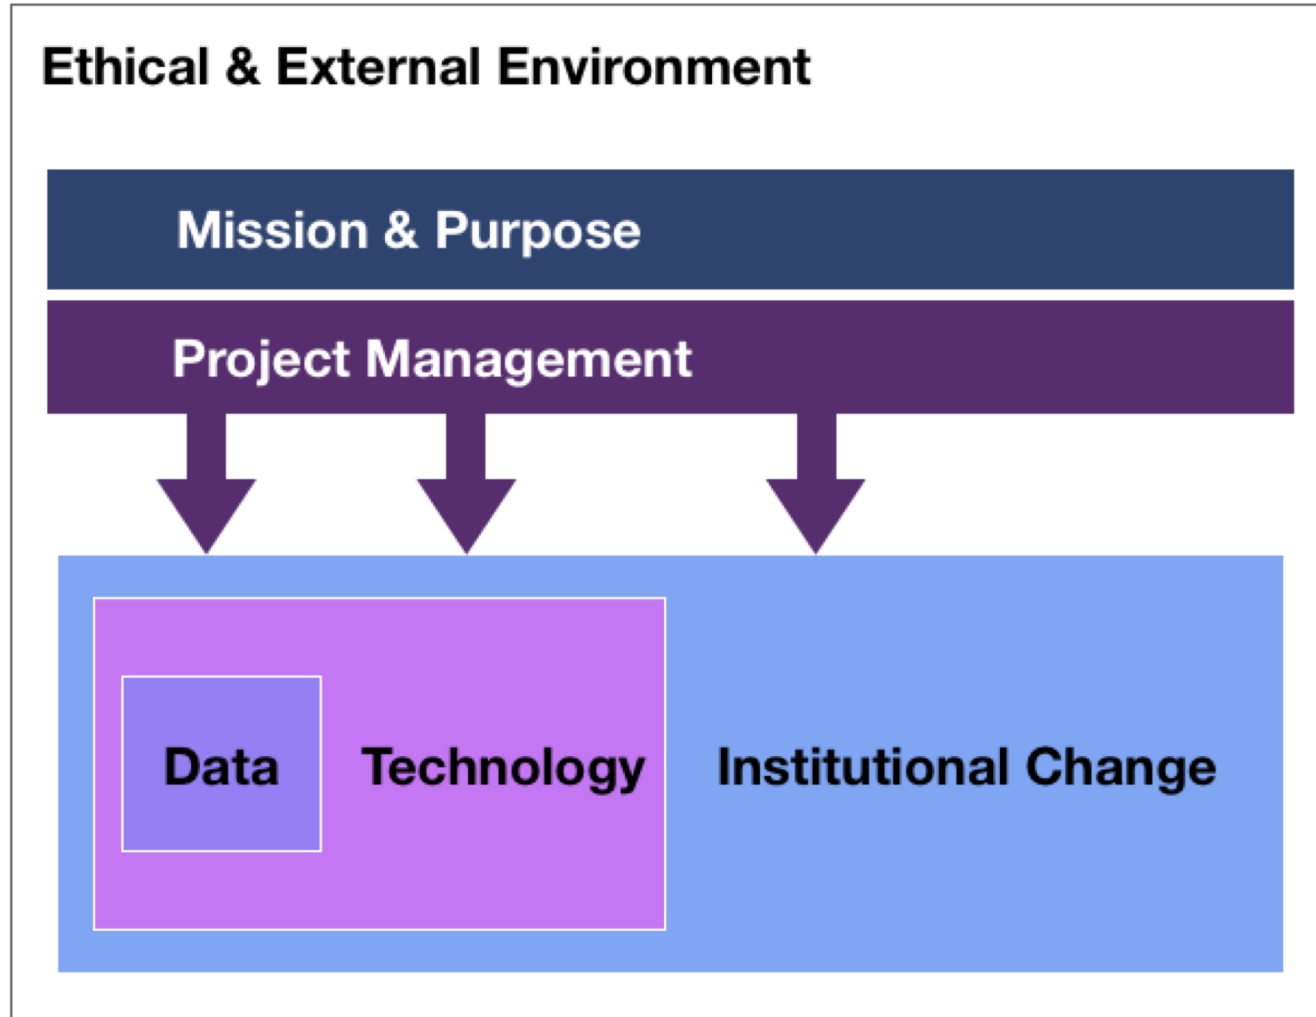 Ethical & External Environment
Mission & Purpose
Project Management
Data
Technology
Institutional Change